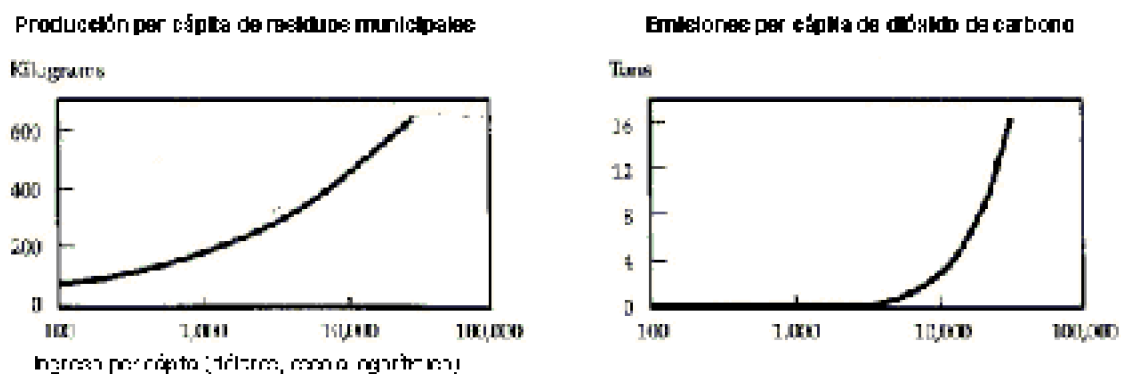 Producción per cápita de residuos municipales
Kilograms
600
400
200
0
100 1,000 10,000 100,000
Ingreso per cápita (dólares, escala logarítmica)
Emisiones per cápita de dióxido de carbono
Tons
16
12
8
4
0
100 1,000 10,000 100,000